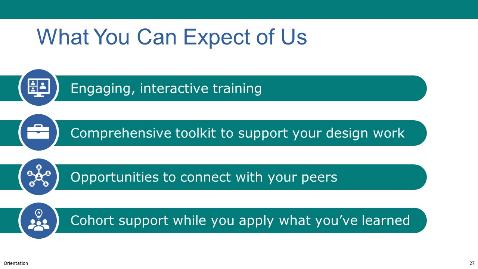 What You Can Expect of Us
Engaging, interactive training
Comprehensive toolkit to support your design work
Opportunities to connect with your peers
Cohort support while you apply what you've learned
Orientation
27